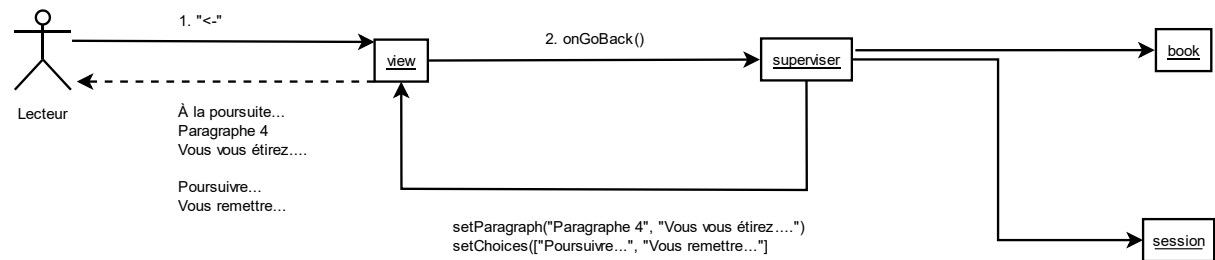 1. "<-"
2. onGoBack()
view
superviser
book
Lecteur
À la poursuite...
Paragraphe 4
Vous vous étirez....
Poursuivre...
Vous remettre...
setParagraph("Paragraphe 4", "Vous vous étirez....")
setChoices(["Poursuivre...", "Vous remettre..."]
session